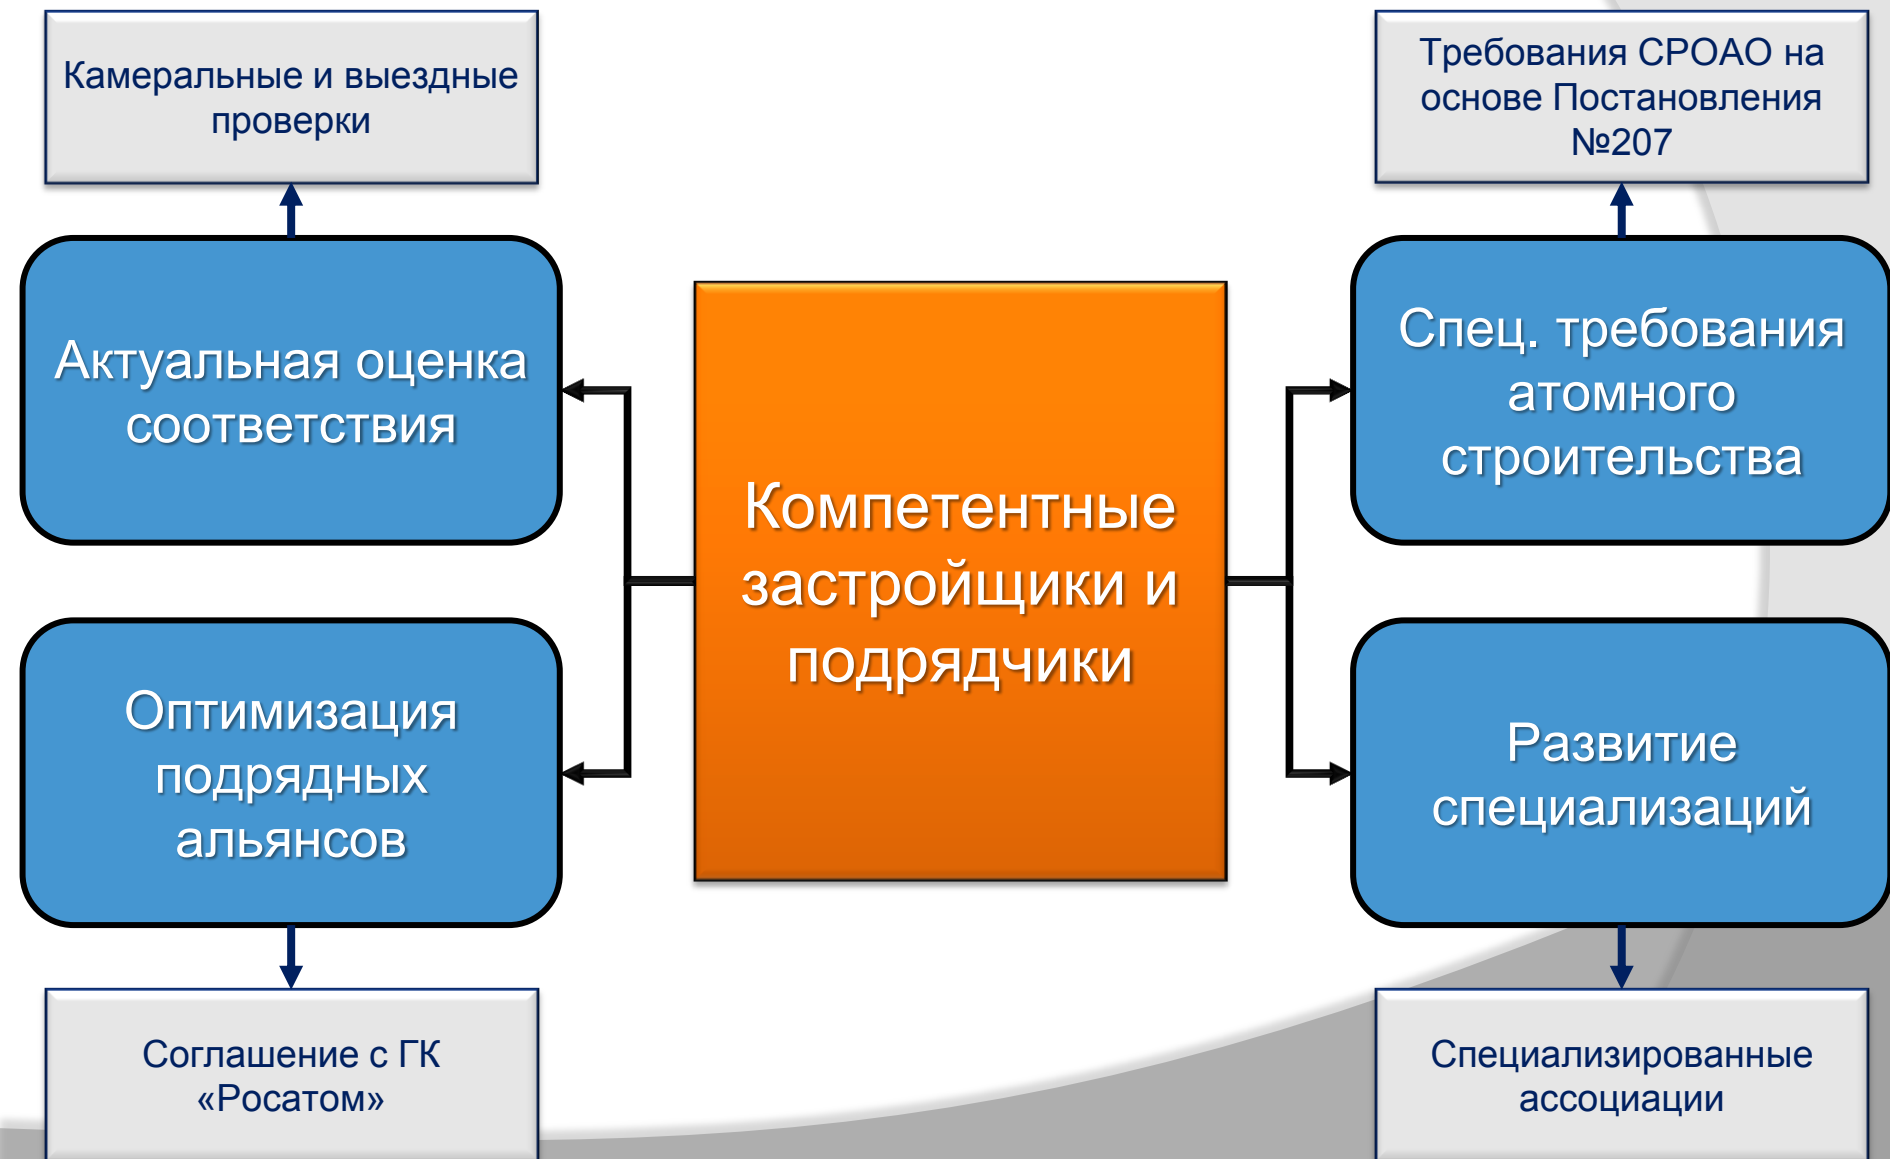 Камеральные и выездные
проверки
Требования СРОАО на
основе Постановления
№207
Актуальная оценка
соответствия
Спец. требования
атомного
строительства
Компетентные
застройщики и
подрядчики
Оптимизация
подрядных
альянсов
Развитие
специализаций
Соглашение с ГК
«Росатом»
Специализированные
ассоциации